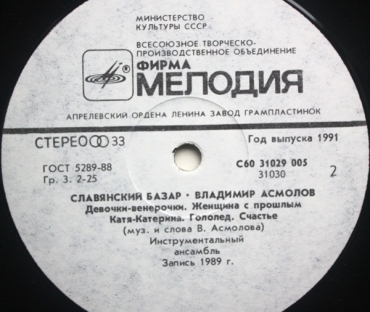 МИНИСТЕРСТВО
КУЛЬТУРЫ СССР
ВСЕСОЮЗНОЕ ТВОРЧЕСКО-
ПРОИЗВОДСТВЕННОЕ ОБЪЕДИНЕНИЕ
ФИРМА
МЕЛОДИЯ
АПРЕЛЕВСКИЙ ОРДЕНА ЛЕНИНА ЗАВОД ГРАМПЛАСТИНОК
СТЕРЕО 33
Год выпуска 1991
ГОСТ 5289-88
Гр. 3. 2-25
С60 31029 005
31030
2
СЛАВЯНСКИЙ БАЗАР · ВЛАДИМИР АСМОЛОВ
Девочки-венерочки. Женщина с прошлым
Катя-Катерина. Гололед. Счастье
(муз. и слова В. Асмолова)
Инструментальный
ансамбль
Запись 1989 г.